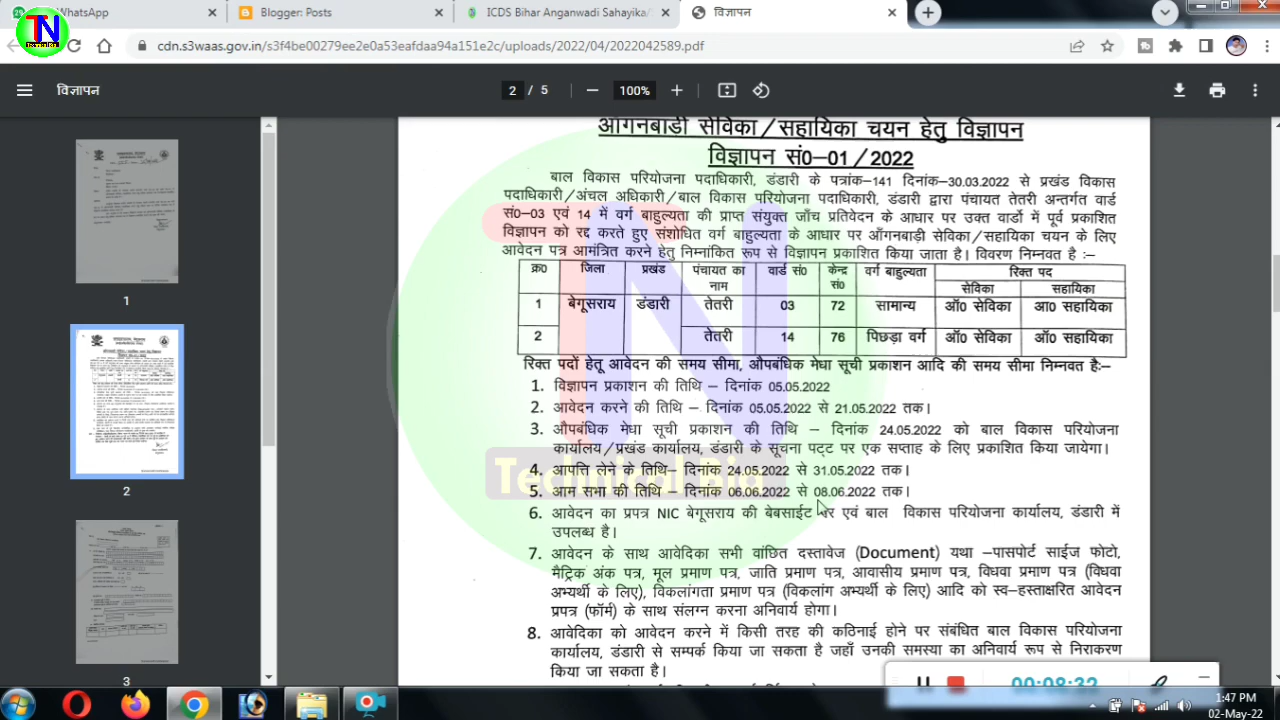 WhatsApp
Blogger: Posts
ICDS Bihar Anganwadi Sahayika/
विज्ञापन
TN
cdn.s3waas.gov.in/s3f4be00279ee2e0a53efdaa94a151e2c/uploads/2022/04/2022042589.pdf
विज्ञापन
2 / 5
100%
आँगनबाडी सेविका/सहायिका चयन हेतु विज्ञापन
विज्ञापन सं0-01/2022
बाल विकास परियोजना पदाधिकारी, डंडारी के पत्रांक-141 दिनांक-30.03.2022 से प्रखंड विकास
पदाधिकारी/अंचल अधिकारी/बाल विकास परियोजना पदाधिकारी, डंडारी द्वारा पंचायत तेतरी अन्तर्गत वार्ड
सं0-03 एवं 14 में वर्ग बाहुल्यता की प्राप्त संयुक्त जाँच प्रतिवेदन के आधार पर उक्त वार्डो में पूर्व प्रकाशित
विज्ञापन को रद्द करते हुए संशोधित वर्ग बाहुल्यता के आधार पर आँगनबाड़ी सेविका/सहायिका चयन के लिए
आवेदन पत्र आमंत्रित करने हेतु निम्नांकित रूप से विज्ञापन प्रकाशित किया जाता है। विवरण निम्नवत है :-
क्र0 जिला प्रखंड पंचायत का नाम वार्ड सं0 केन्द्र सं0 वर्ग बाहुल्यता रिक्त पद
सेविका सहायिका
1 बेगूसराय डंडारी तेतरी 03 72 सामान्य ऑ0 सेविका आ0 सहायिका
2 तेतरी 14 76 पिछड़ा वर्ग ऑ0 सेविका ऑ0 सहायिका
रिक्त पदों हेतू आवेदन की समय सीमा, औपबंधिक मेधा सूची प्रकाशन आदि की समय सीमा निम्नवत है:-
1. विज्ञापन प्रकाशन की तिथि – दिनांक 05.05.2022
करने की तिथि – दिनांक 05.05.2022 से 21.05.2022 तक।
3. औपबंधिक मेधा सूची प्रकाशन की तिथि – दिनांक 24.05.2022 को बाल विकास परियोजना
कार्यालय/प्रखंड कार्यालय, डंडारी के सूचना पट्ट पर एक सप्ताह के लिए प्रकाशित किया जायेगा।
4. आपत्ति लेने की तिथि– दिनांक 24.05.2022 से 31.05.2022 तक।
Technical Bid
5. आम सभा की तिथि – दिनांक 06.06.2022 से 08.06.2022 तक।
6. आवेदन का प्रपत्र NIC बेगूसराय की बेबसाईट पर एवं बाल विकास परियोजना कार्यालय, डंडारी में
उपलब्ध है।
7. आवेदन के साथ आवेदिका सभी वांछित दस्तावेज (Document) यथा –पासपोर्ट साईज फोटो,
अंक पत्र, मूल प्रमाण पत्र, जाति प्रमाण पत्र, आवासीय प्रमाण पत्र, विधवा प्रमाण पत्र (विधवा
अभ्यर्थी के लिए), विकलांगता प्रमाण पत्र (विकलांग अभ्यर्थी के लिए) आदि को स्व–हस्ताक्षरित आवेदन
प्रपत्र (फॉर्म) के साथ संलग्न करना अनिवार्य होगा।
8. आवेदिका को आवेदन करने में किसी तरह की कठिनाई होने पर संबंधित बाल विकास परियोजना
कार्यालय, डंडारी से सम्पर्क किया जा सकता है जहाँ उनकी समस्या का अनिवार्य रूप से निराकरण
किया जा सकता है।
1
2
3
00:08:32
1:47 PM
02-May-22